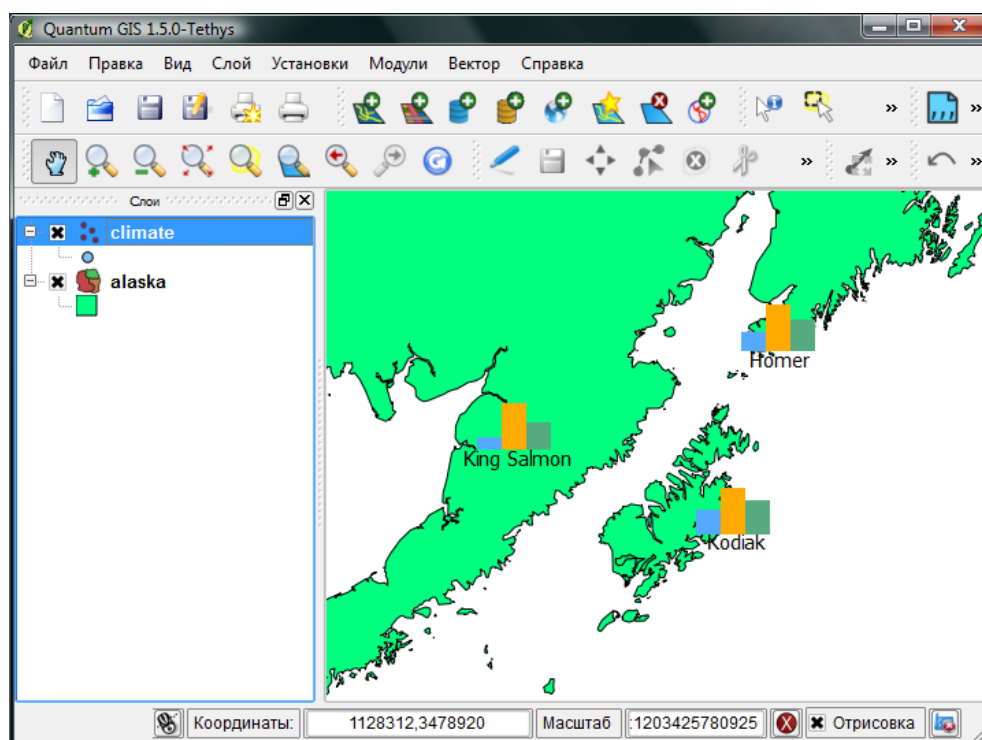 Quantum GIS 1.5.0-Tethys
Файл Правка Вид Слой Установки Модули Вектор Справка
Слои
climate
alaska
Homer
King Salmon
Kodiak
Координаты: 1128312,3478920 Масштаб :1203425780925 Отрисовка